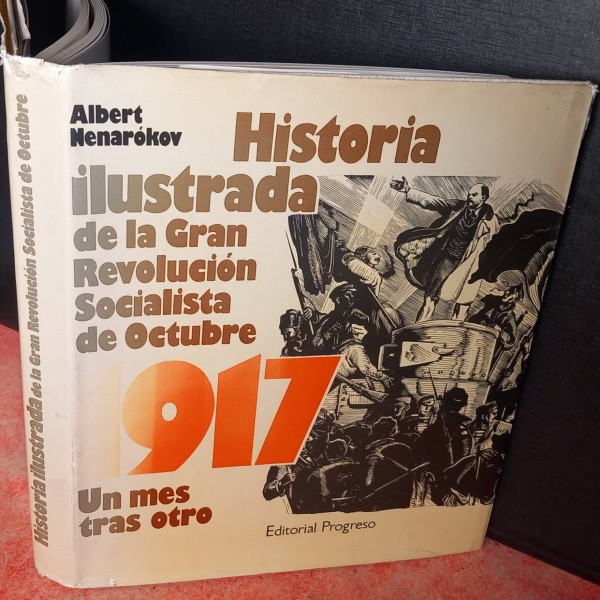 Albert
Nenarókov
Historia
ilustrada
de la Gran
Revolución
Socialista
de Octubre
1917
Un mes
tras otro
Editorial Progreso
Historia ilustrada de la Gran Revolución Socialista de Octubre